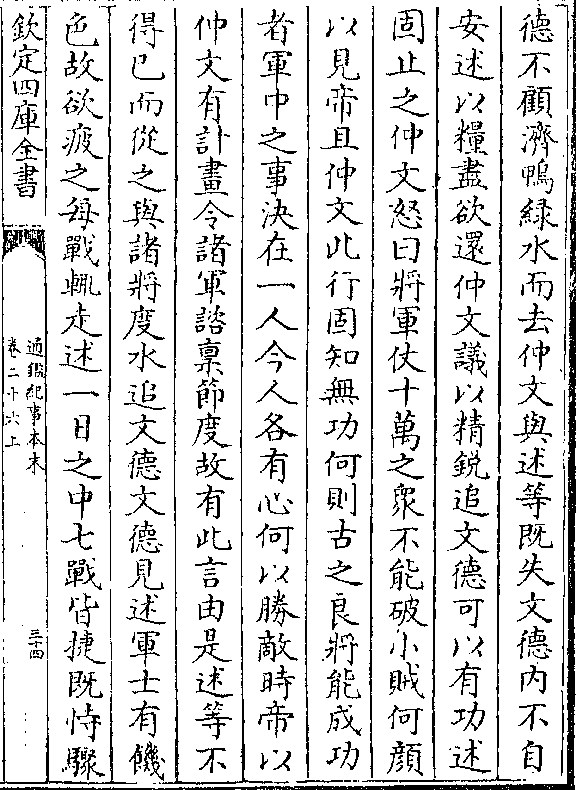 德不顧濟鴨綠水而去仲文與述等既失文德内不自
安述以糧盡欲還仲文議以精銳追文德可以有功述
固止之仲文怒曰將軍仗十萬之衆不能破小賊何顔
以見帝且仲文此行固知無功何則古之良將能成功
者軍中之事決在一人今人各有心何以勝敵時帝以
仲文有計畫令諸軍諮稟節度故有此言由是述等不
得已而從之與諸將度水追文德文德見述軍士有饑
色故欲疲之每戰輒走述一日之中七戰皆捷既恃驟
欽定四庫全書
通鑑紀事本末
卷二十六上
三十四